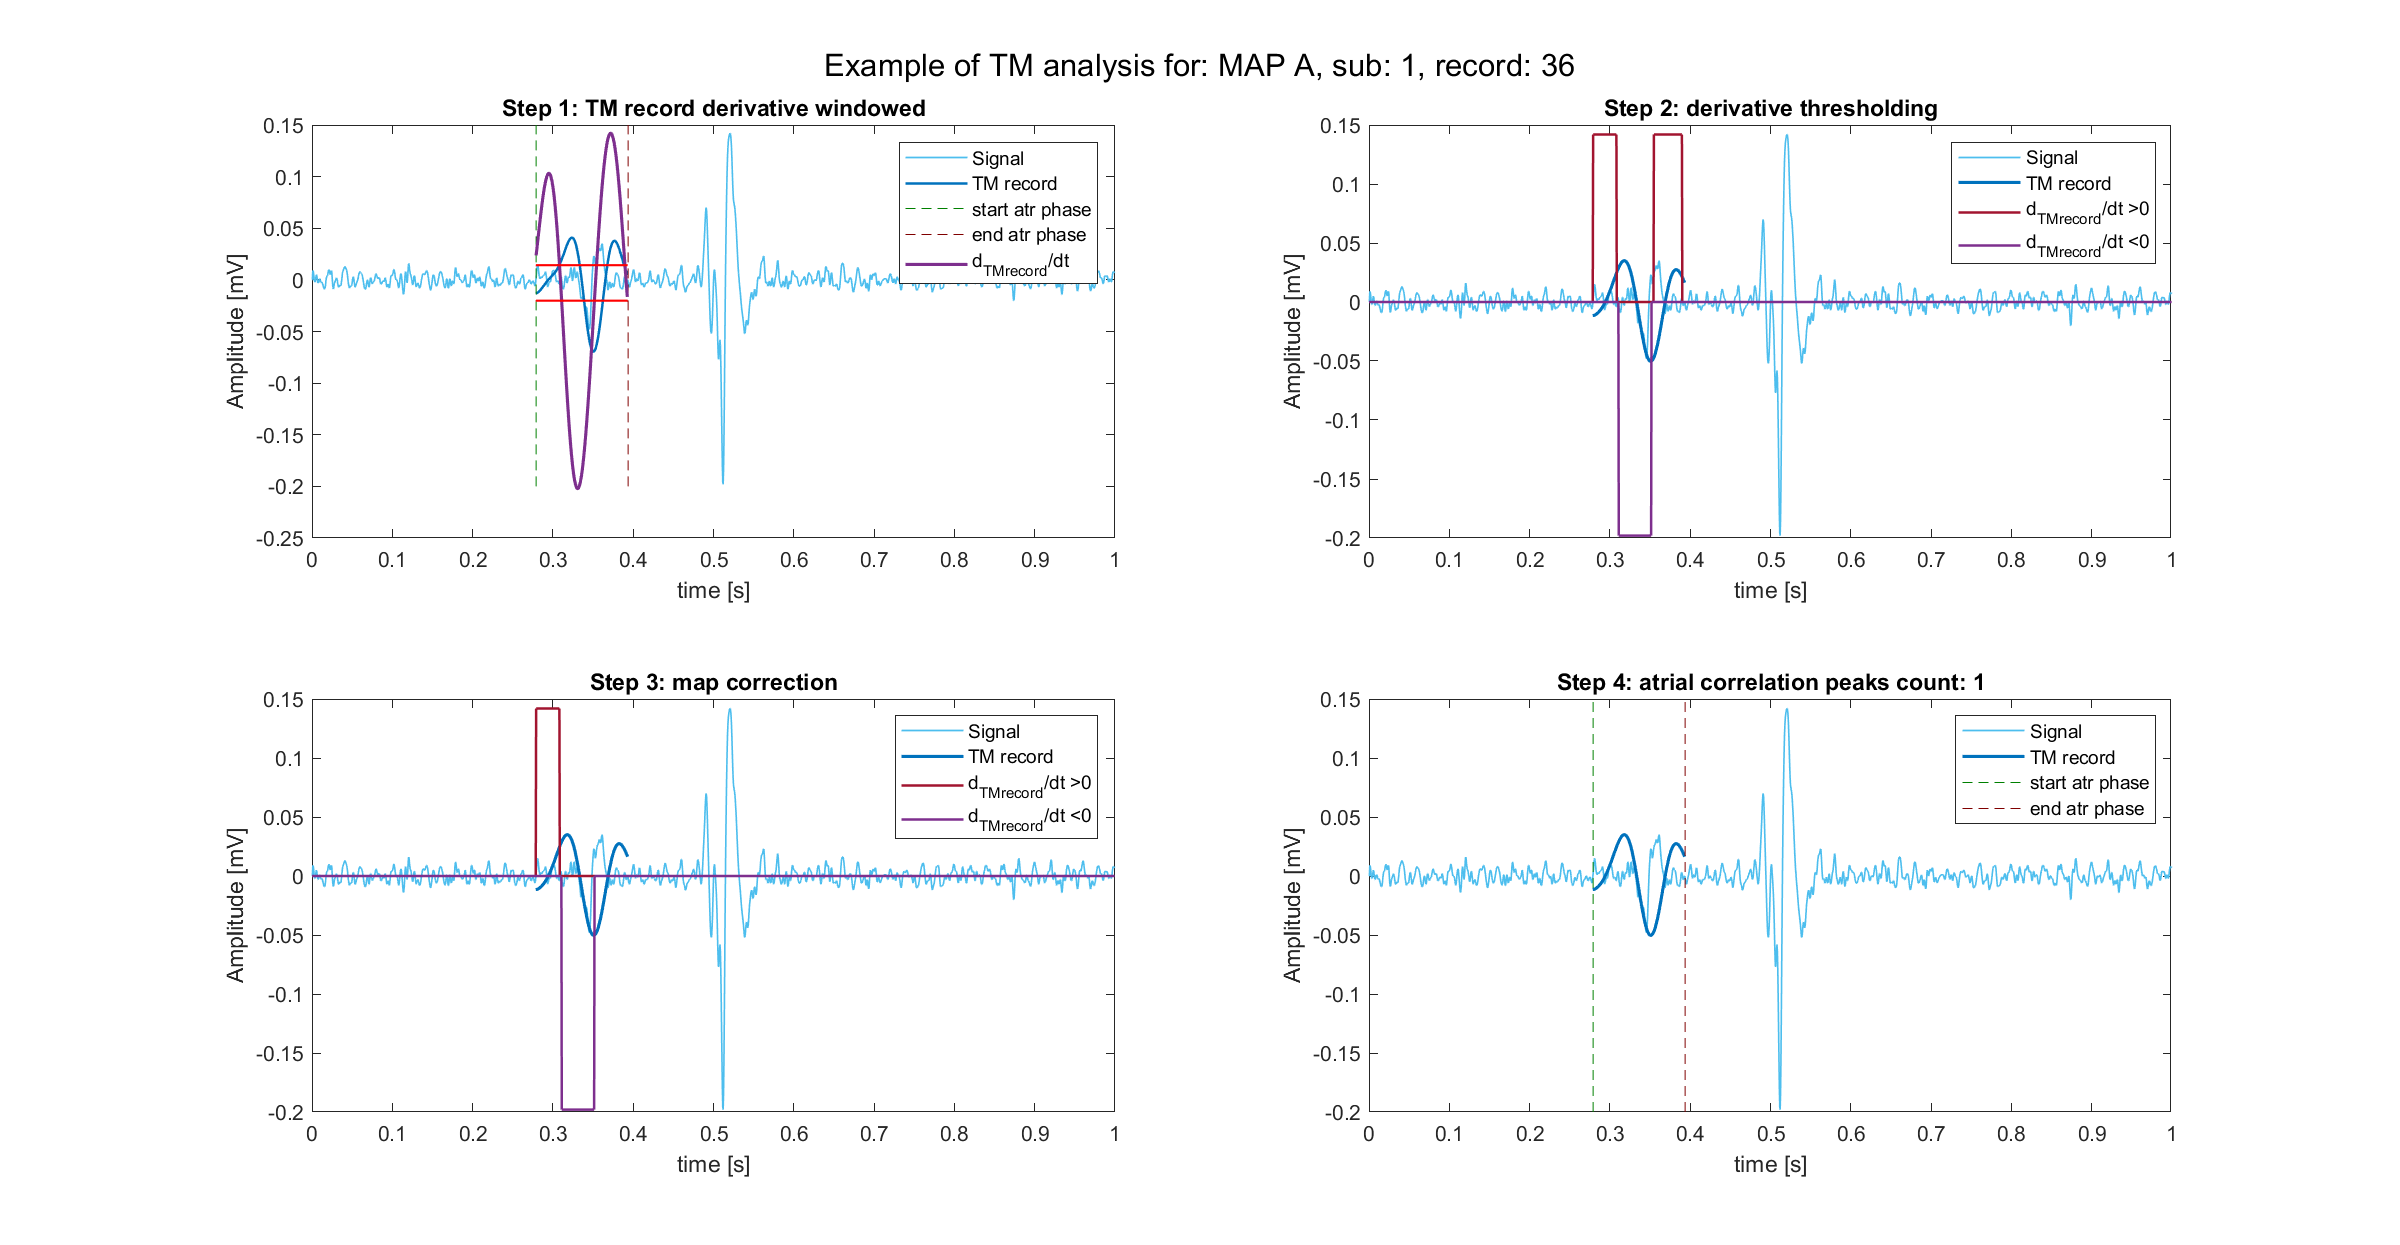 Example of TM analysis for: MAP A, sub: 1, record: 36
Step 1: TM record derivative windowed
0.15
0.1
0.05
0
-0.05
-0.1
-0.15
-0.2
-0.25
Amplitude [mV]
0 0.1 0.2 0.3 0.4 0.5 0.6 0.7 0.8 0.9 1
time [s]
Signal
TM record
start atr phase
end atr phase
dTMrecord/dt
Step 2: derivative thresholding
0.15
0.1
0.05
0
-0.05
-0.1
-0.15
-0.2
Amplitude [mV]
0 0.1 0.2 0.3 0.4 0.5 0.6 0.7 0.8 0.9 1
time [s]
Signal
TM record
dTMrecord/dt >0
dTMrecord/dt <0
Step 3: map correction
0.15
0.1
0.05
0
-0.05
-0.1
-0.15
-0.2
Amplitude [mV]
0 0.1 0.2 0.3 0.4 0.5 0.6 0.7 0.8 0.9 1
time [s]
Signal
TM record
dTMrecord/dt >0
dTMrecord/dt <0
Step 4: atrial correlation peaks count: 1
0.15
0.1
0.05
0
-0.05
-0.1
-0.15
-0.2
Amplitude [mV]
0 0.1 0.2 0.3 0.4 0.5 0.6 0.7 0.8 0.9 1
time [s]
Signal
TM record
start atr phase
end atr phase